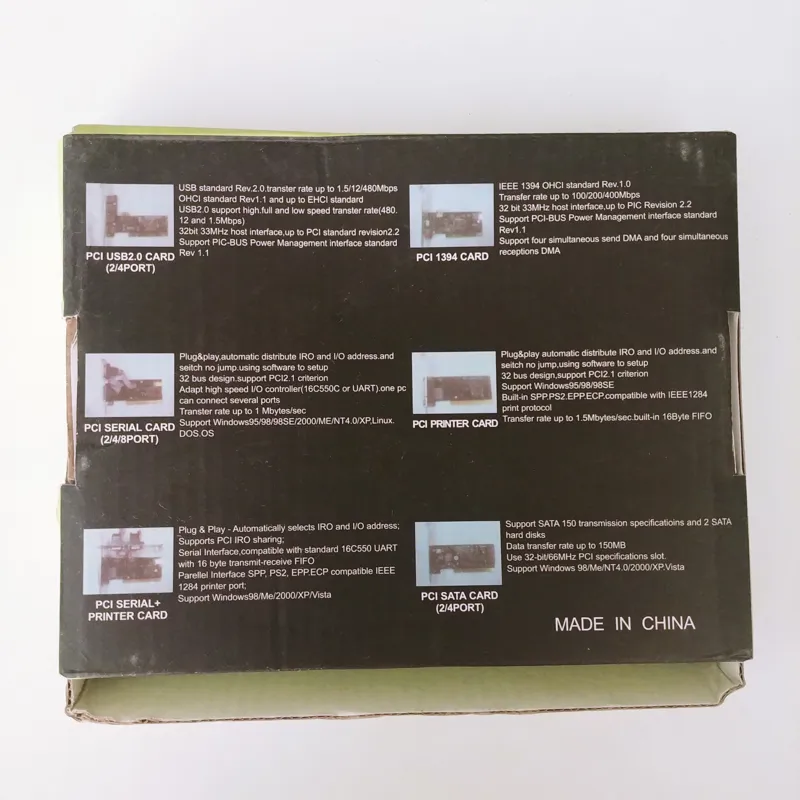 USB standard Rev.2.0.transter rate up to 1.5/12/480Mbps
OHCI standard Rev1.1 and up to EHCI standard
USB2.0 support high.full and low speed transter rate(480.
12 and 1.5Mbps)
32bit 33MHz host interface,up to PCI standard revision2.2
Support PIC-BUS Power Management interface standard
Rev 1.1
PCI USB2.0 CARD
(2/4PORT)
IEEE 1394 OHCI standard Rev.1.0
Transfer rate up to 100/200/400Mbps
32 bit 33MHz host interface,up to PIC Revision 2.2
Support PCI-BUS Power Management interface standard
Rev1.1
Support four simultaneous send DMA and four simultaneous
receptions DMA
PCI 1394 CARD
Plug&play,automatic distribute IRO and I/O address.and
seitch no jump.using software to setup
32 bus design.support PCI2.1 criterion
Adapt high speed I/O controller(16C550C or UART).one pc
can connect several ports
Transfer rate up to 1 Mbytes/sec
Support Windows95/98/98SE/2000/ME/NT4.0/XP.Linux.
DOS.OS
PCI SERIAL CARD
(2/4/8PORT)
Plug&play automatic distribute IRO and I/O address.and
seitch no jump,using software to setup
32 bus design.support PCI2.1 criterion
Support Windows95/98/98SE
Built-in SPP.PS2.EPP.ECP.compatible with IEEE1284
print protocol
Transfer rate up to 1.5Mbytes/sec.built-in 16Byte FIFO
PCI PRINTER CARD
Plug & Play - Automatically selects IRO and I/O address;
Supports PCI IRO sharing;
Serial Interface,compatible with standard 16C550 UART
with 16 byte transmit-receive FIFO
Parellel Interface SPP, PS2, EPP.ECP compatible IEEE
1284 printer port;
Support Windows98/Me/2000/XP/Vista
PCI SERIAL+
PRINTER CARD
Support SATA 150 transmission specificatioins and 2 SATA
hard disks
Data transfer rate up to 150MB
Use 32-bit/66MHz PCI specifications slot.
Support Windows 98/Me/NT4.0/2000/XP.Vista
PCI SATA CARD
(2/4PORT)
MADE IN CHINA